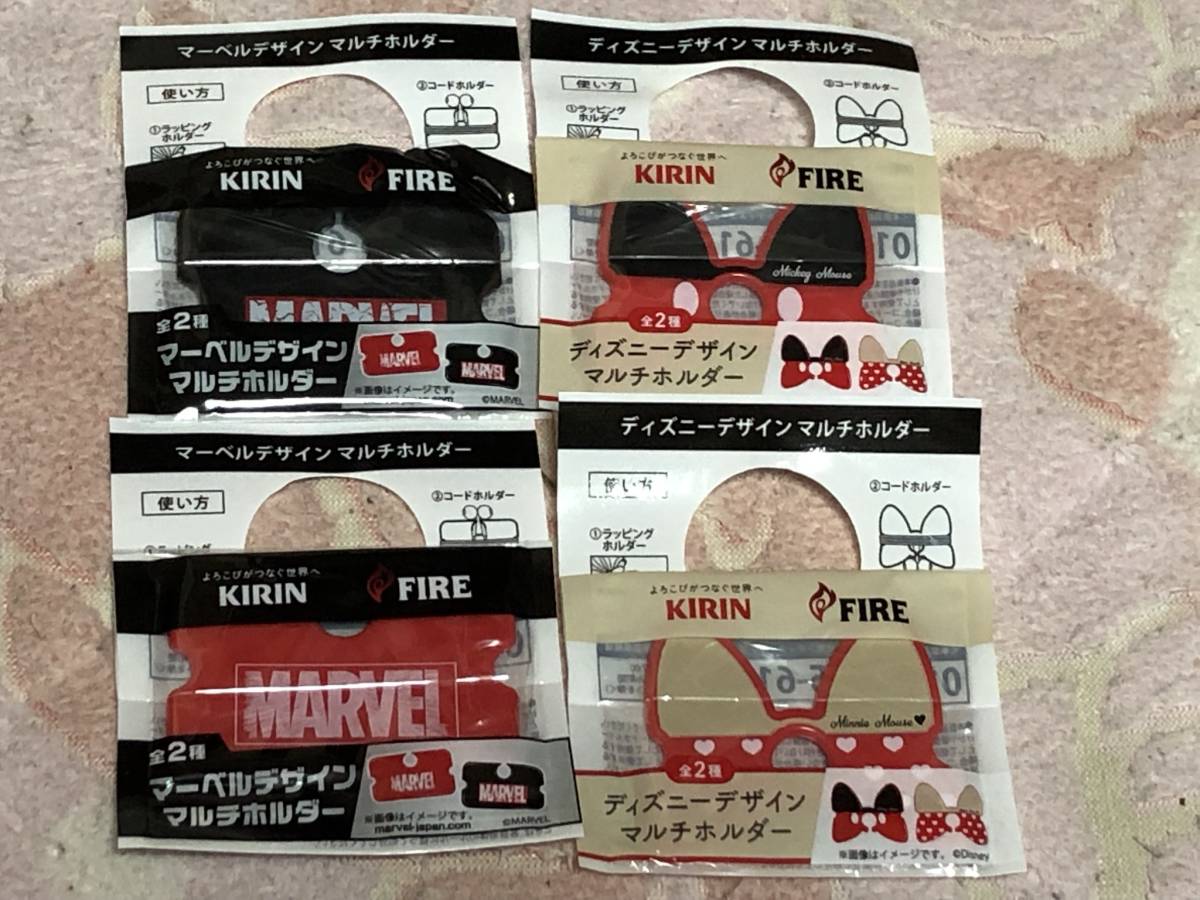 マーベルデザイン マルチホルダー
使い方
①ラッピング
ホルダー
②コードホルダー
よろこびがつなぐ世界へ
KIRIN
FIRE
MARVEL
全2種
マーベルデザイン
マルチホルダー
MARVEL
MARVEL
※画像はイメージです。
©MARVEL
ディズニーデザイン マルチホルダー
使い方
①ラッピング
ホルダー
②コードホルダー
よろこびがつなぐ世界へ
KIRIN
FIRE
Mickey Mouse
全2種
ディズニーデザイン
マルチホルダー
マーベルデザイン マルチホルダー
使い方
②コードホルダー
よろこびがつなぐ世界へ
KIRIN
FIRE
MARVEL
全2種
マーベルデザイン
マルチホルダー
MARVEL
MARVEL
※画像はイメージです。
marvel-japan.com
©MARVEL
ディズニーデザイン マルチホルダー
使い方
①ラッピング
ホルダー
②コードホルダー
よろこびがつなぐ世界へ
KIRIN
FIRE
Minnie Mouse♥
全2種
ディズニーデザイン
マルチホルダー
※画像はイメージです。 ©Disney